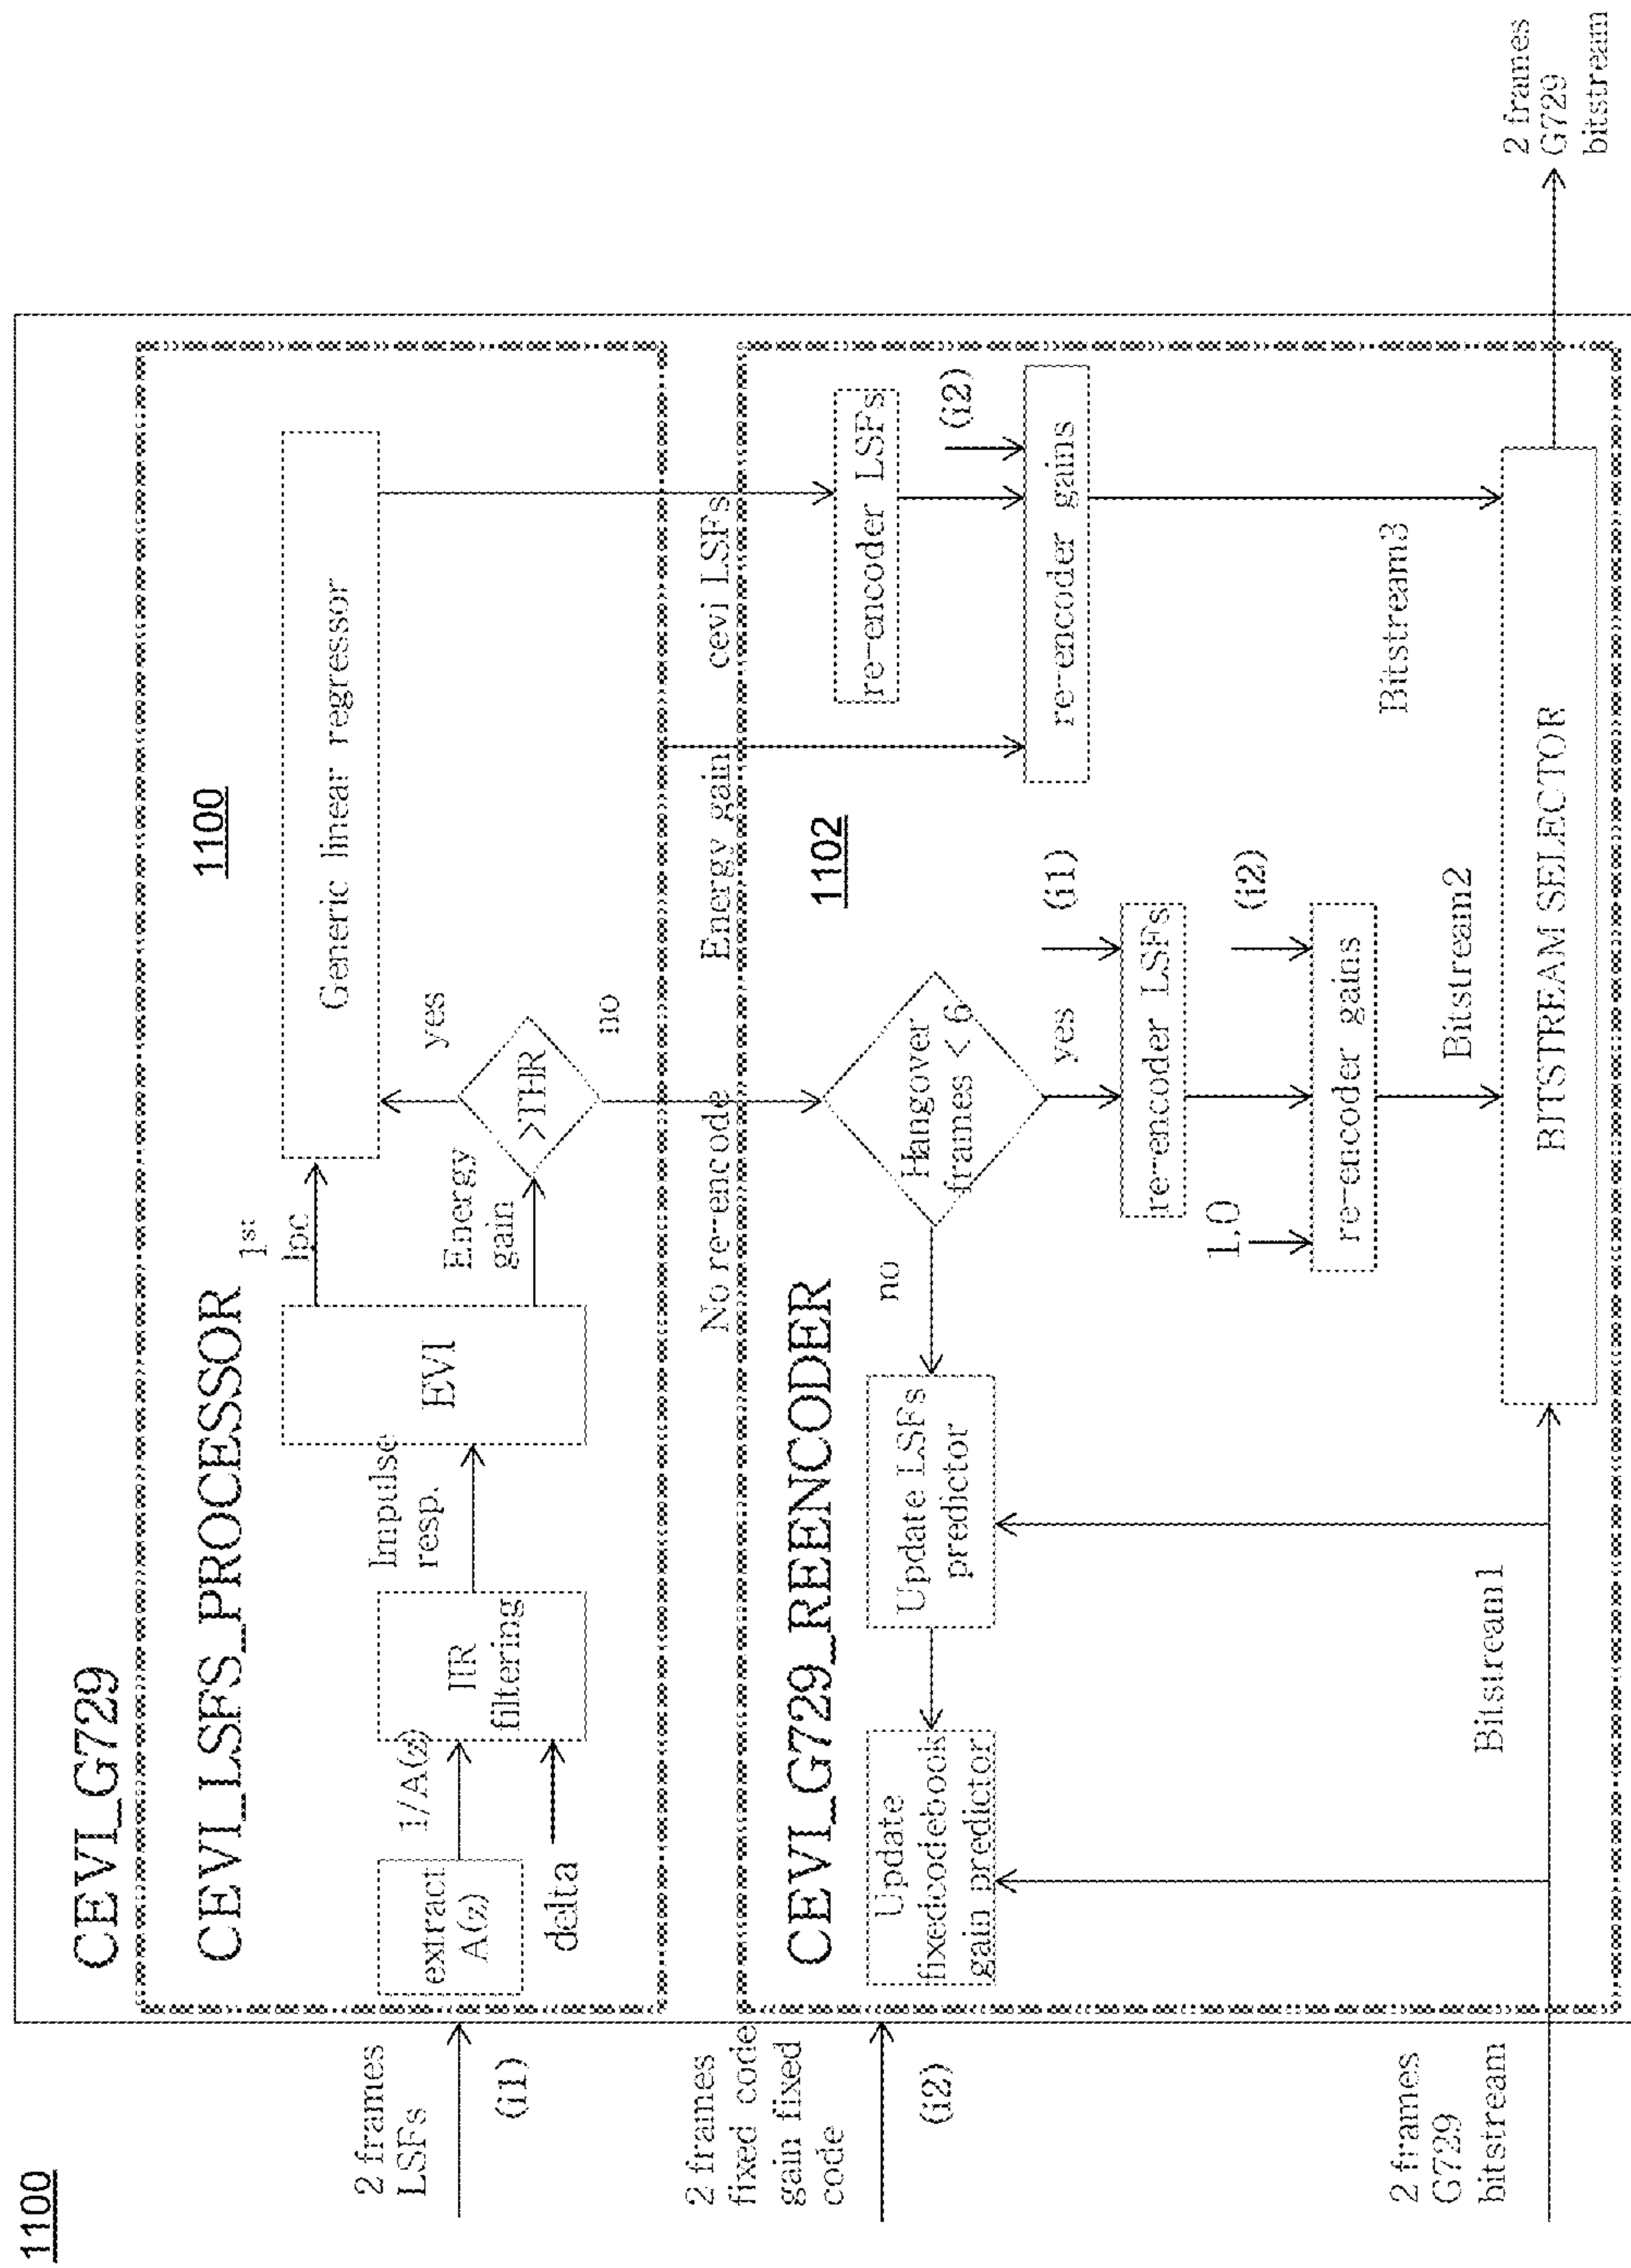 1100
CEVI_G729
CEVI_LSFS_PROCESSOR
1100
2 frames
LSFs
(i1)
extract
A(z)
1/A(z)
delta
IIR
filtering
Impulse
resp.
EVI
1st
lpc
Energy
gain
>THR
yes
no
Generic linear regressor
No re-encode
Energy gain
cevi LSFs
CEVI_G729_REENCODER
1102
2 frames
fixed code
gain fixed
code
(i2)
Update
fixedcodebook
gain predictor
Update LSFs
predictor
no
Hangover
frames < 6
yes
(i1)
re-encoder LSFs
1,0
(i2)
re-encoder gains
Bitstream2
re-encoder LSFs
(i2)
re-encoder gains
Bitstream3
2 frames
G729
bitstream
Bitstream1
BITSTREAM SELECTOR
2 frames
G729
bitstream